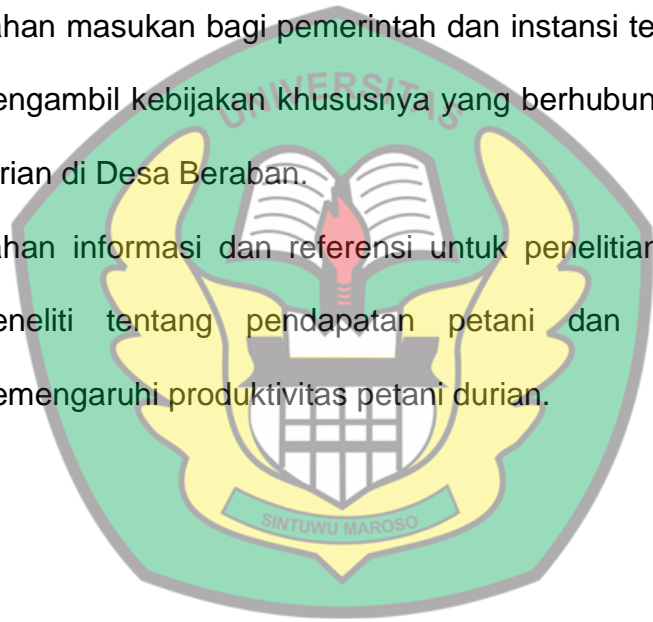 ahan masukan bagi pemerintah dan instansi te
engambil kebijakan khususnya yang berhubun
rian di Desa Beraban.
ahan informasi dan referensi untuk penelitian
eneliti tentang pendapatan petani dan
emengaruhi produktivitas petani durian.
UNIVERSITAS
SINTUWU MAROSO